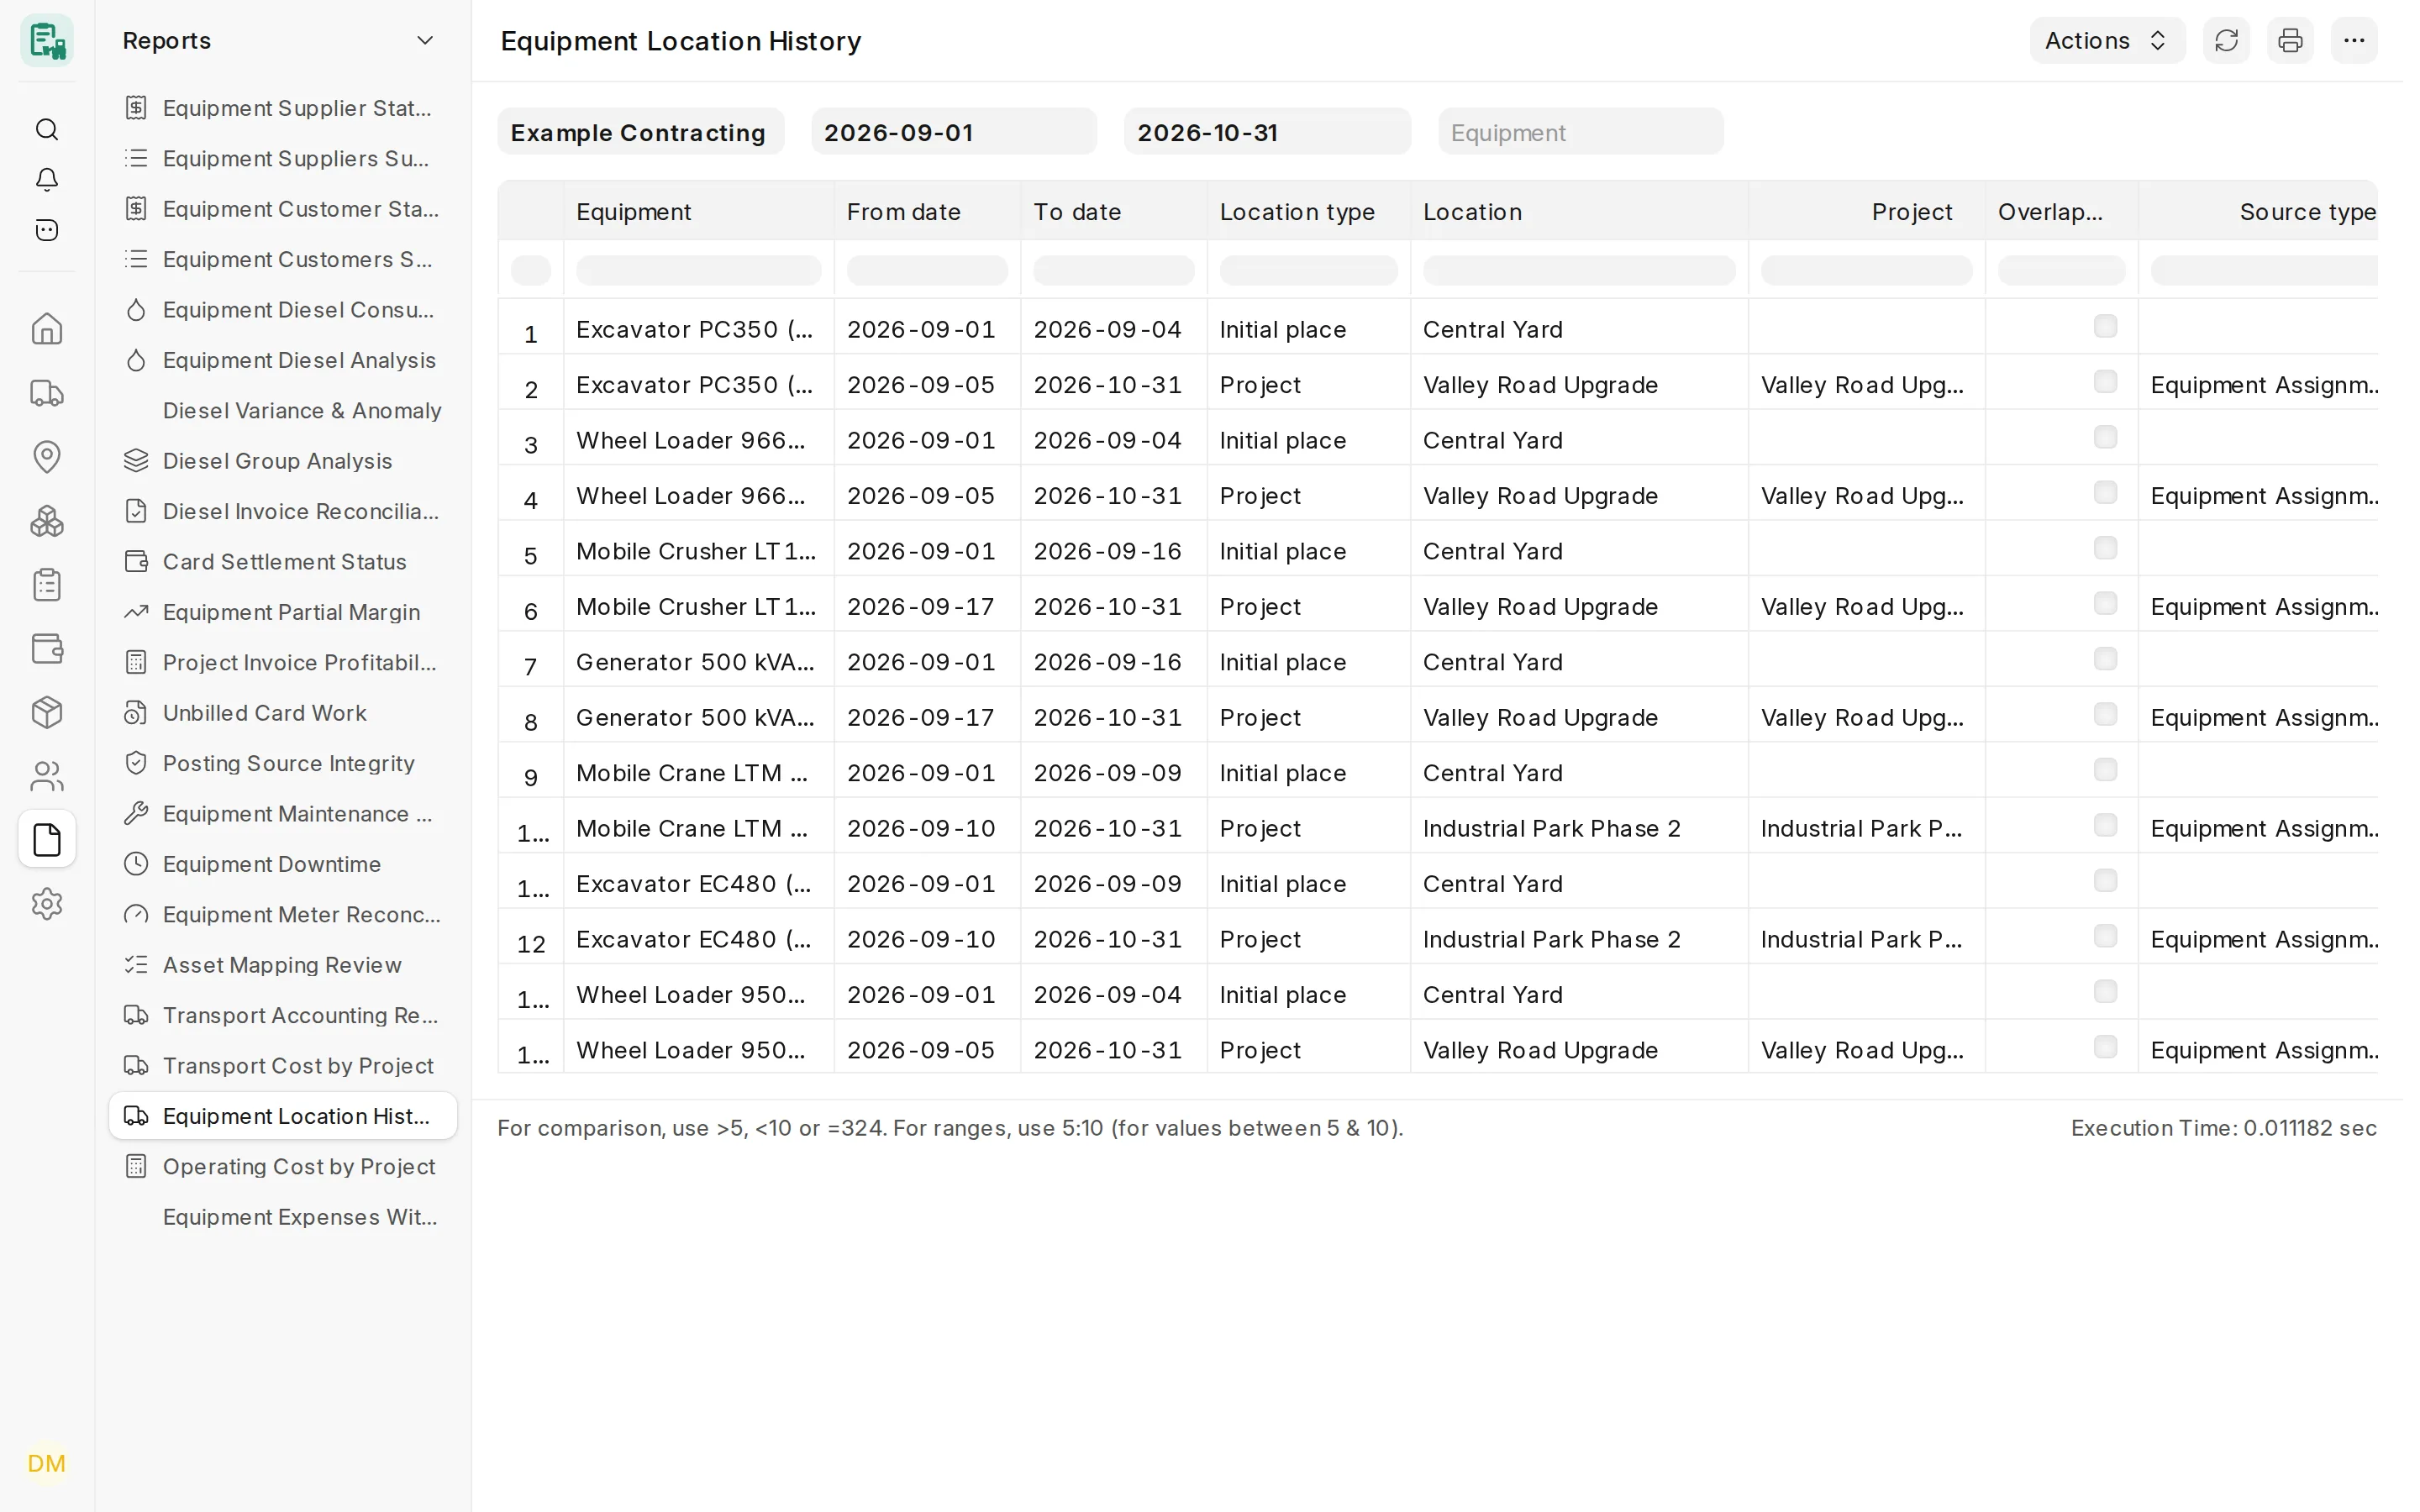 Reports
Equipment Supplier Stat...
Equipment Suppliers Su...
Equipment Customer Sta...
Equipment Customers S...
Equipment Diesel Consu...
Equipment Diesel Analysis
Diesel Variance & Anomaly
Diesel Group Analysis
Diesel Invoice Reconcilia...
Card Settlement Status
Equipment Partial Margin
Project Invoice Profitabil...
Unbilled Card Work
Posting Source Integrity
Equipment Maintenance ...
Equipment Downtime
Equipment Meter Reconc...
Asset Mapping Review
Transport Accounting Re...
Transport Cost by Project
Equipment Location Hist...
Operating Cost by Project
Equipment Expenses Wit...
DM
Equipment Location History
Actions
Example Contracting 2026-09-01 2026-10-31 Equipment
Equipment From date To date Location type Location Project Overlap... Source type
1 Excavator PC350 (... 2026-09-01 2026-09-04 Initial place Central Yard
2 Excavator PC350 (... 2026-09-05 2026-10-31 Project Valley Road Upgrade Valley Road Upg... Equipment Assignm...
3 Wheel Loader 966... 2026-09-01 2026-09-04 Initial place Central Yard
4 Wheel Loader 966... 2026-09-05 2026-10-31 Project Valley Road Upgrade Valley Road Upg... Equipment Assignm...
5 Mobile Crusher LT1... 2026-09-01 2026-09-16 Initial place Central Yard
6 Mobile Crusher LT1... 2026-09-17 2026-10-31 Project Valley Road Upgrade Valley Road Upg... Equipment Assignm...
7 Generator 500 kVA... 2026-09-01 2026-09-16 Initial place Central Yard
8 Generator 500 kVA... 2026-09-17 2026-10-31 Project Valley Road Upgrade Valley Road Upg... Equipment Assignm...
9 Mobile Crane LTM ... 2026-09-01 2026-09-09 Initial place Central Yard
1... Mobile Crane LTM ... 2026-09-10 2026-10-31 Project Industrial Park Phase 2 Industrial Park P... Equipment Assignm...
1... Excavator EC480 (... 2026-09-01 2026-09-09 Initial place Central Yard
12 Excavator EC480 (... 2026-09-10 2026-10-31 Project Industrial Park Phase 2 Industrial Park P... Equipment Assignm...
1... Wheel Loader 950... 2026-09-01 2026-09-04 Initial place Central Yard
1... Wheel Loader 950... 2026-09-05 2026-10-31 Project Valley Road Upgrade Valley Road Upg... Equipment Assignm...
For comparison, use >5, <10 or =324. For ranges, use 5:10 (for values between 5 & 10).
Execution Time: 0.011182 sec